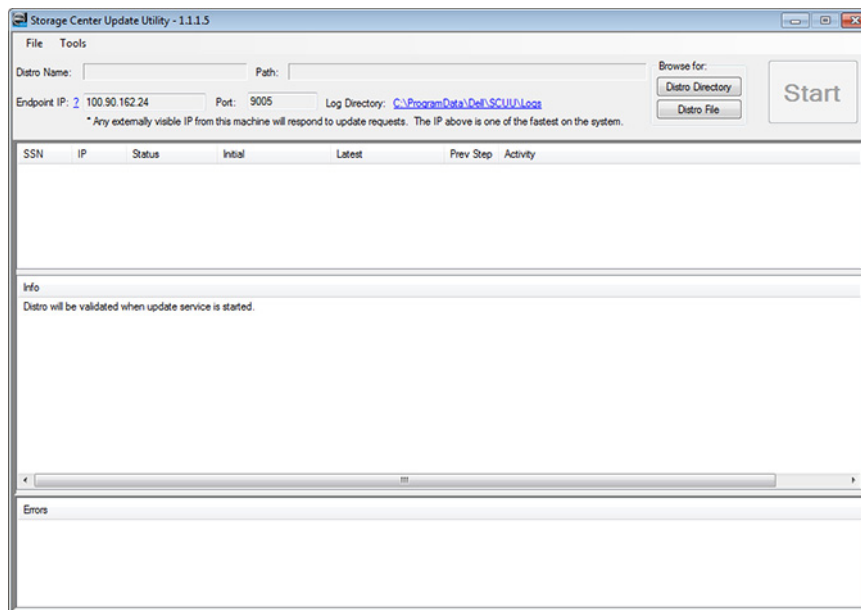 Storage Center Update Utility - 1.1.1.5
File Tools
Browse for:
Distro Name: Path:
Distro Directory
Start
Endpoint IP: ? 100.90.162.24 Port: 9005 Log Directory: C:\ProgramData\Dell\SCUU\Logs
Distro File
* Any externally visible IP from this machine will respond to update requests. The IP above is one of the fastest on the system.
SSN IP Status Initial Latest Prev Step Activity
Info
Distro will be validated when update service is started.
Errors